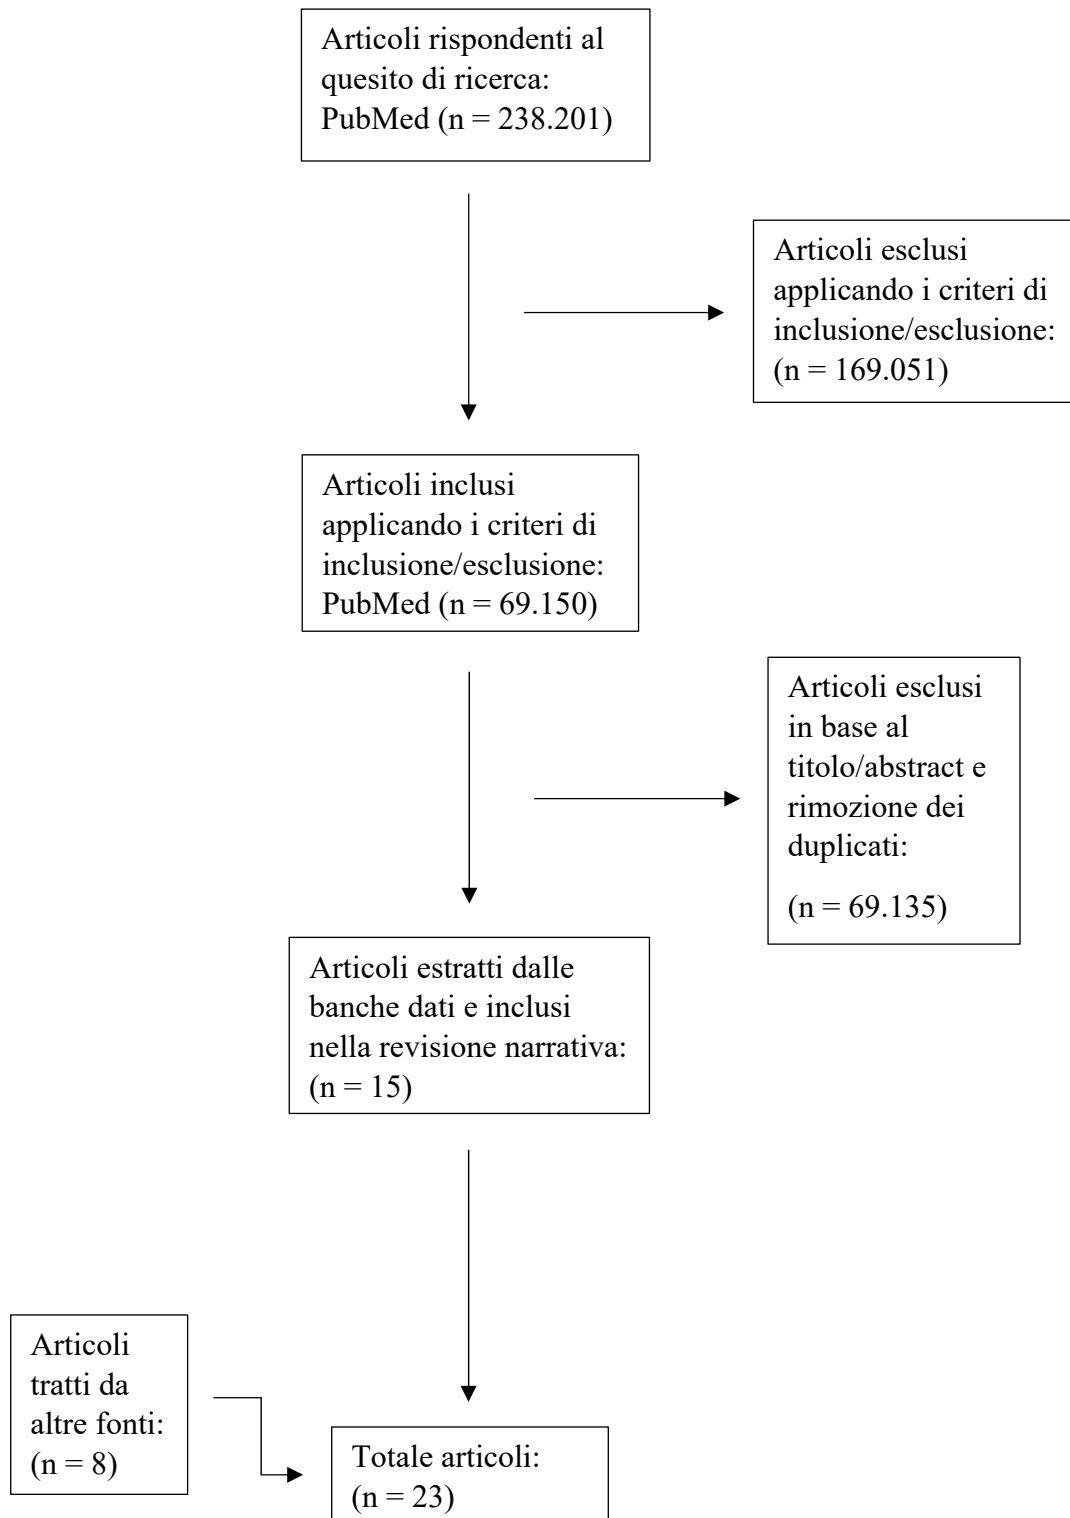 Articoli rispondenti al
quesito di ricerca:
PubMed (n = 238.201)
Articoli esclusi
applicando i criteri di
inclusione/esclusione:
(n = 169.051)
Articoli inclusi
applicando i criteri di
inclusione/esclusione:
PubMed (n = 69.150)
Articoli esclusi
in base al
titolo/abstract e
rimozione dei
duplicati:
(n = 69.135)
Articoli estratti dalle
banche dati e inclusi
nella revisione narrativa:
(n = 15)
Articoli
tratti da
altre fonti:
(n = 8)
Totale articoli:
(n = 23)